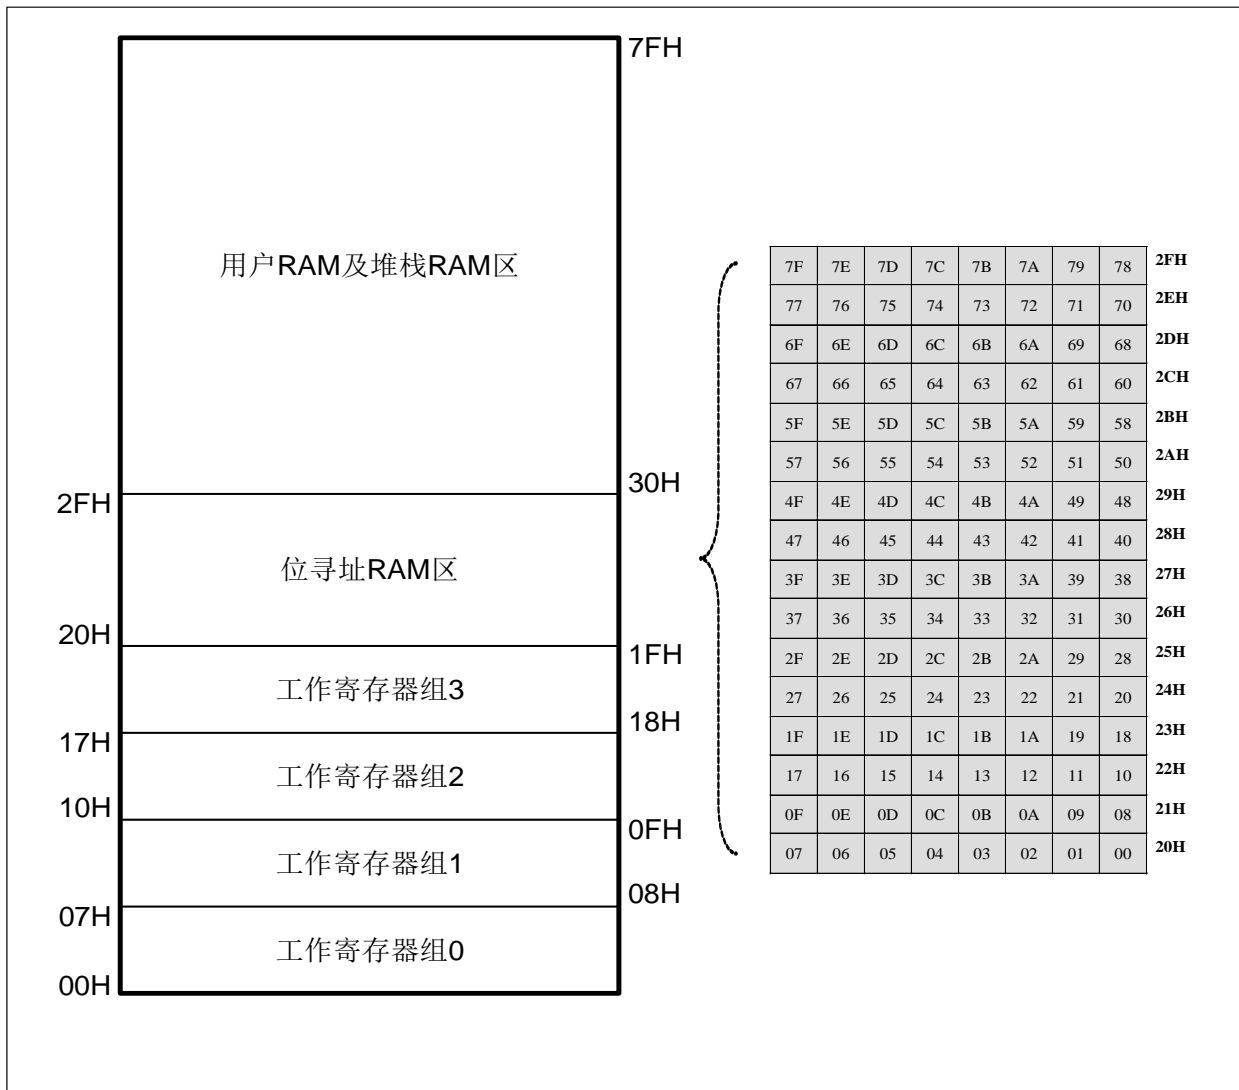 7FH
用户RAM及堆栈RAM区
30H
2FH
位寻址RAM区
20H
1FH
工作寄存器组3
18H
17H
工作寄存器组2
10H
0FH
工作寄存器组1
08H
07H
工作寄存器组0
00H
7F 7E 7D 7C 7B 7A 79 78 2FH
77 76 75 74 73 72 71 70 2EH
6F 6E 6D 6C 6B 6A 69 68 2DH
67 66 65 64 63 62 61 60 2CH
5F 5E 5D 5C 5B 5A 59 58 2BH
57 56 55 54 53 52 51 50 2AH
4F 4E 4D 4C 4B 4A 49 48 29H
47 46 45 44 43 42 41 40 28H
3F 3E 3D 3C 3B 3A 39 38 27H
37 36 35 34 33 32 31 30 26H
2F 2E 2D 2C 2B 2A 29 28 25H
27 26 25 24 23 22 21 20 24H
1F 1E 1D 1C 1B 1A 19 18 23H
17 16 15 14 13 12 11 10 22H
0F 0E 0D 0C 0B 0A 09 08 21H
07 06 05 04 03 02 01 00 20H